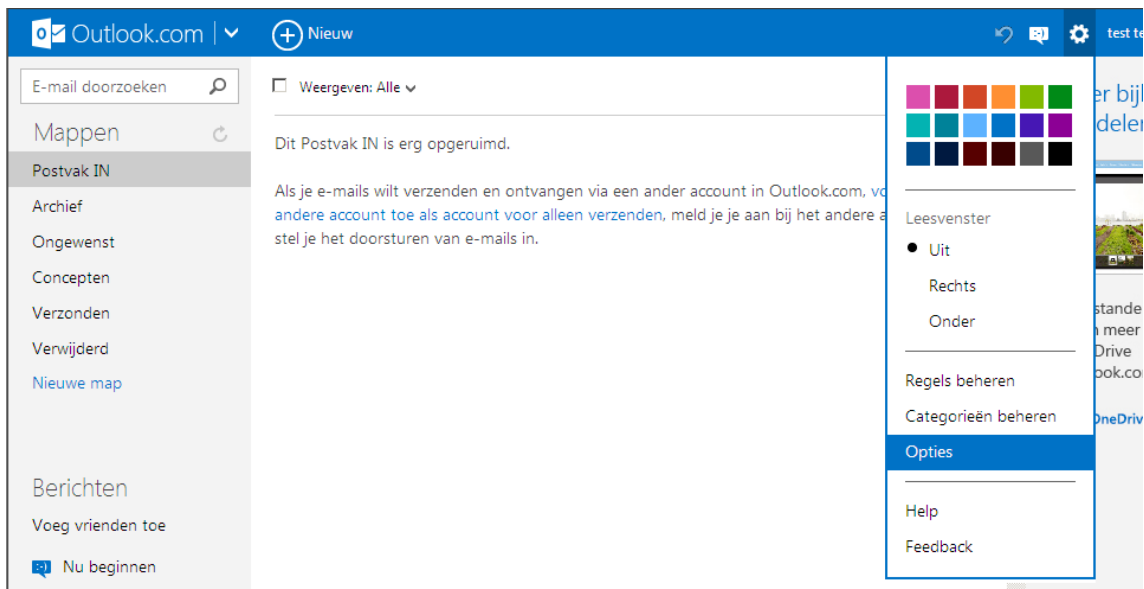 Outlook.com
Nieuw
test te
E-mail doorzoeken
Mappen
Postvak IN
Archief
Ongewenst
Concepten
Verzonden
Verwijderd
Nieuwe map
Berichten
Voeg vrienden toe
Nu beginnen
Weergeven: Alle
Dit Postvak IN is erg opgeruimd.
Als je e-mails wilt verzenden en ontvangen via een ander account in Outlook.com, vo
andere account toe als account voor alleen verzenden, meld je je aan bij het andere a
stel je het doorsturen van e-mails in.
Leesvenster
Uit
Rechts
Onder
Regels beheren
Categorieën beheren
Opties
Help
Feedback
er bij
delen
stande
meer
Drive
ook.co
OneDriv